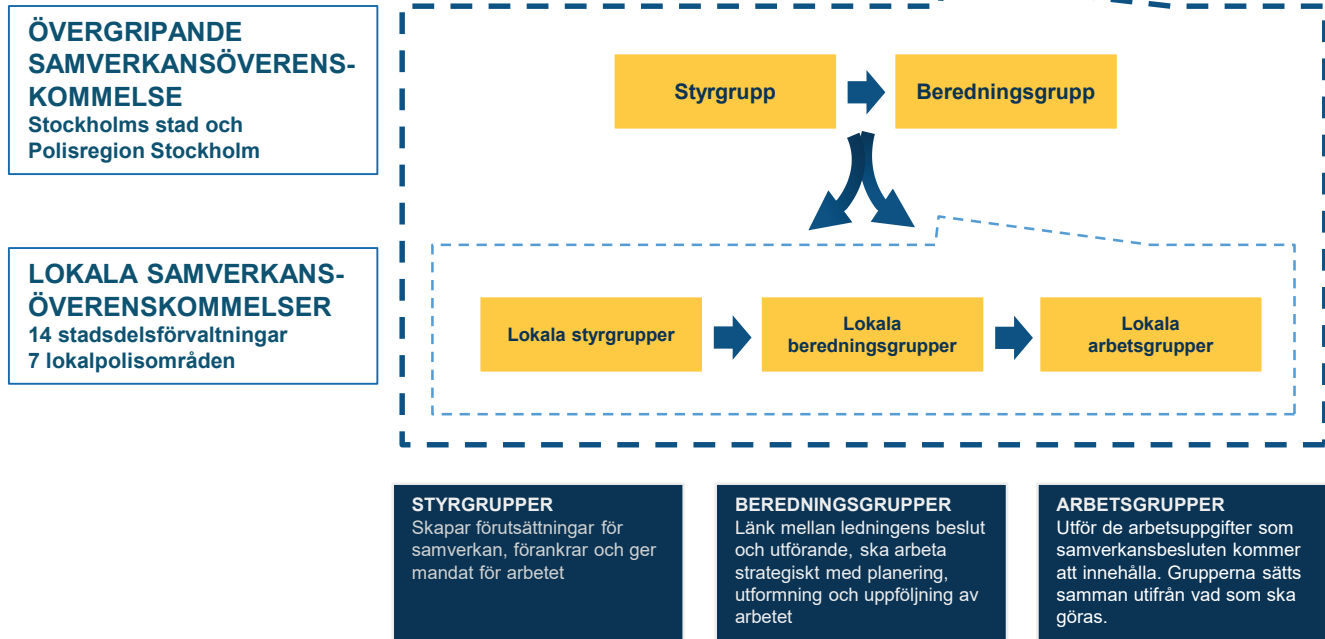 ÖVERGRIPANDE
SAMVERKANSÖVERENS-
KOMMELSE
Stockholms stad och
Polisregion Stockholm
Styrgrupp
Beredningsgrupp
LOKALA SAMVERKANS-
ÖVERENSKOMMELSER
14 stadsdelsförvaltningar
7 lokalpolisområden
Lokala styrgrupper
Lokala
beredningsgrupper
Lokala
arbetsgrupper
STYRGRUPPER
Skapar förutsättningar för
samverkan, förankrar och ger
mandat för arbetet
BEREDNINGSGRUPPER
Länk mellan ledningens beslut
och utförande, ska arbeta
strategiskt med planering,
utformning och uppföljning av
arbetet
ARBETSGRUPPER
Utför de arbetsuppgifter som
samverkansbesluten kommer
att innehålla. Grupperna sätts
samman utifrån vad som ska
göras.